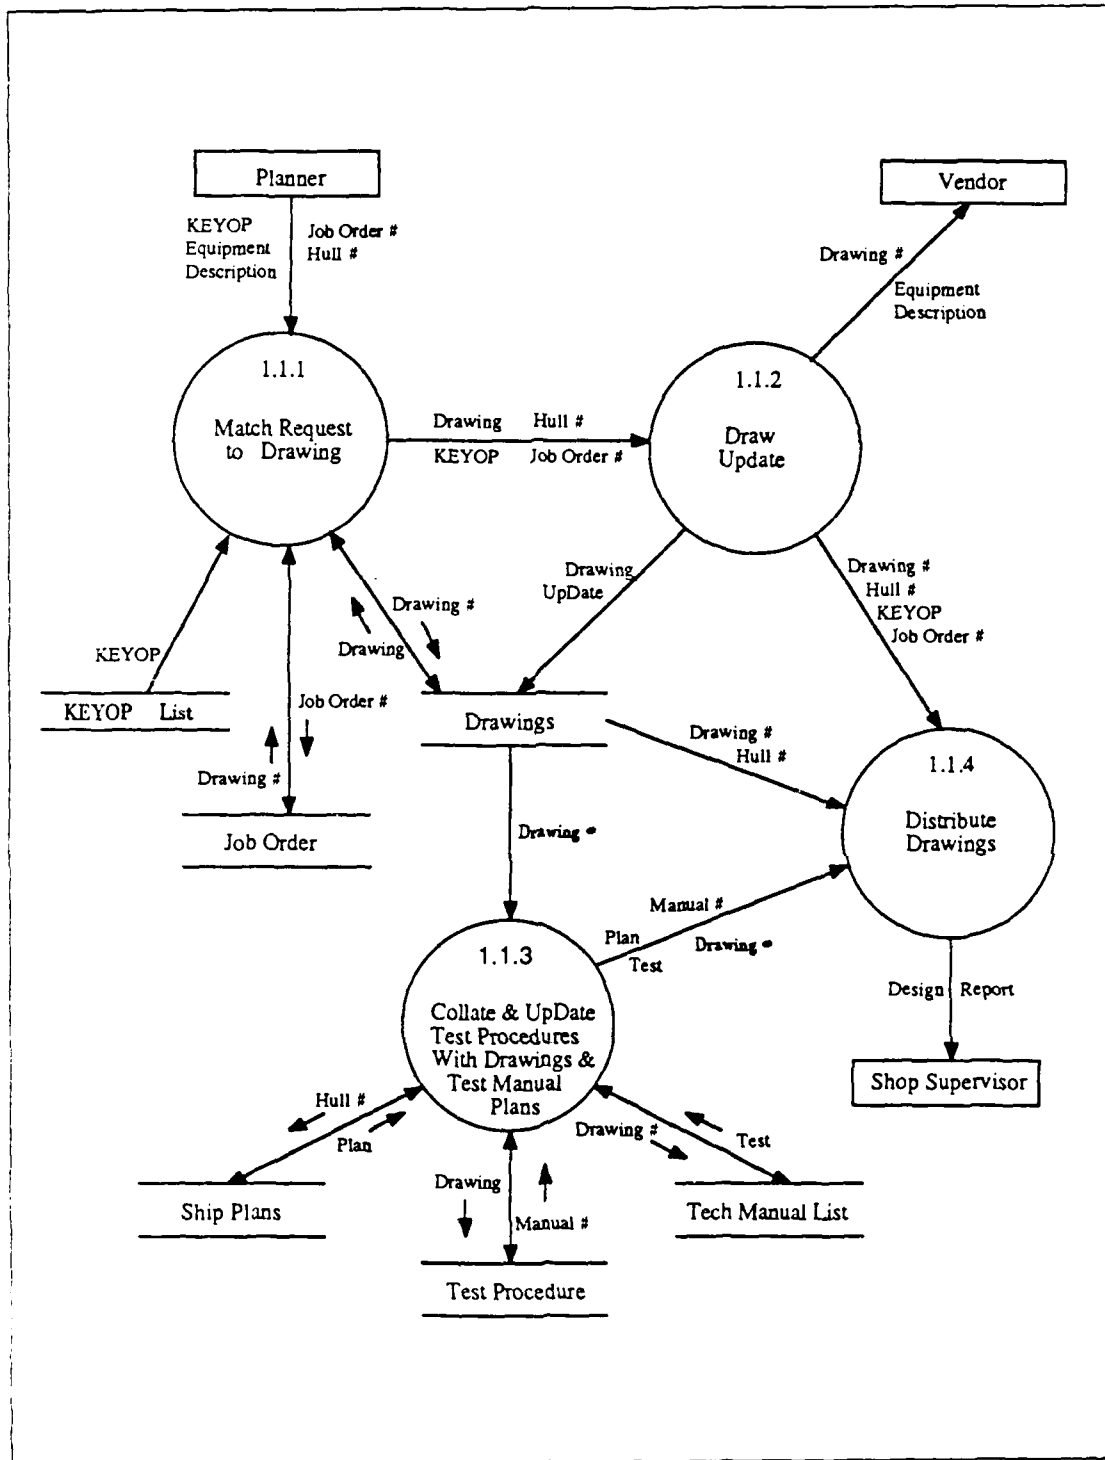 Planner
Vendor
KEYOP
Equipment
Description
Job Order #
Hull #
Drawing #
Equipment
Description
1.1.1
Match Request
to Drawing
Drawing Hull #
KEYOP Job Order #
1.1.2
Draw
Update
Drawing
UpDate
Drawing #
Hull #
KEYOP
Job Order #
Drawing #
Drawing
KEYOP
KEYOP List
Job Order #
Drawing #
Job Order
Drawings
Drawing #
Hull #
1.1.4
Distribute
Drawings
Drawing #
Manual #
Plan
Test
Drawing #
1.1.3
Collate & UpDate
Test Procedures
With Drawings &
Test Manual
Plans
Design Report
Shop Supervisor
Hull #
Plan
Drawing #
Test
Drawing
Manual #
Ship Plans
Tech Manual List
Test Procedure